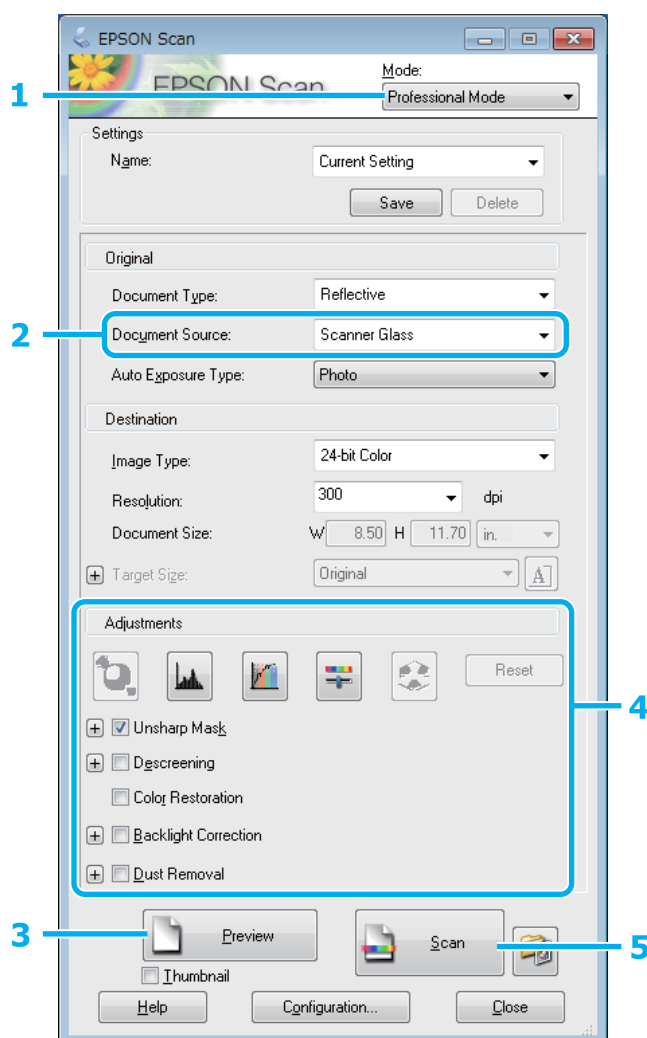 EPSON Scan
EPSON Scan
Mode:
1
Professional Mode
Settings
Name:
Current Setting
Save
Delete
Original
Document Type:
Reflective
2
Document Source:
Scanner Glass
Auto Exposure Type:
Photo
Destination
Image Type:
24-bit Color
Resolution:
300
dpi
Document Size:
W 8.50 H 11.70 in.
Target Size:
Original
A
Adjustments
Reset
4
Unsharp Mask
Descreening
Color Restoration
Backlight Correction
Dust Removal
3
Preview
Scan
5
Thumbnail
Help
Configuration...
Close